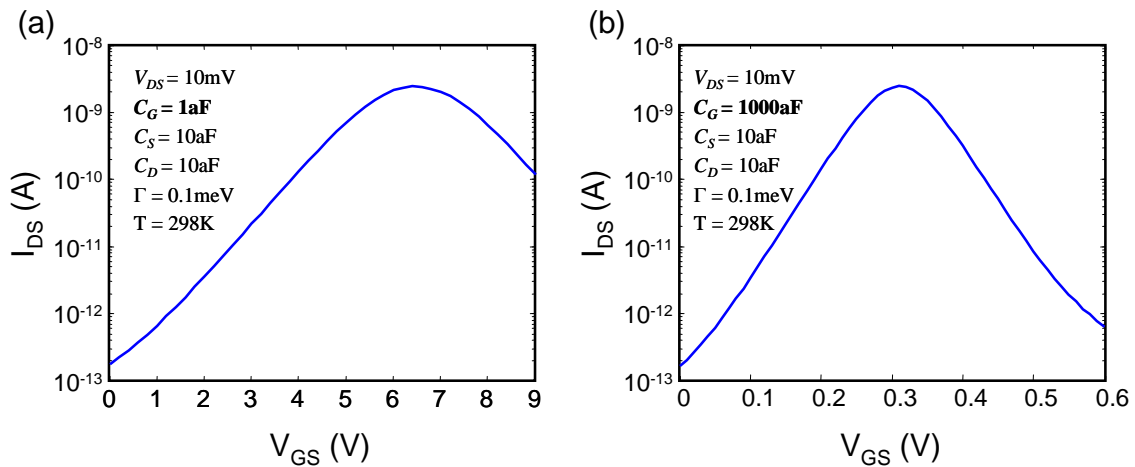 (a)
10-8
10-9
10-10
10-11
10-12
10-13
I_DS (A)
V_DS = 10mV
C_G = 1aF
C_S = 10aF
C_D = 10aF
Γ = 0.1meV
T = 298K
0 1 2 3 4 5 6 7 8 9
V_GS (V)
(b)
10-8
10-9
10-10
10-11
10-12
10-13
I_DS (A)
V_DS = 10mV
C_G = 1000aF
C_S = 10aF
C_D = 10aF
Γ = 0.1meV
T = 298K
0 0.1 0.2 0.3 0.4 0.5 0.6
V_GS (V)